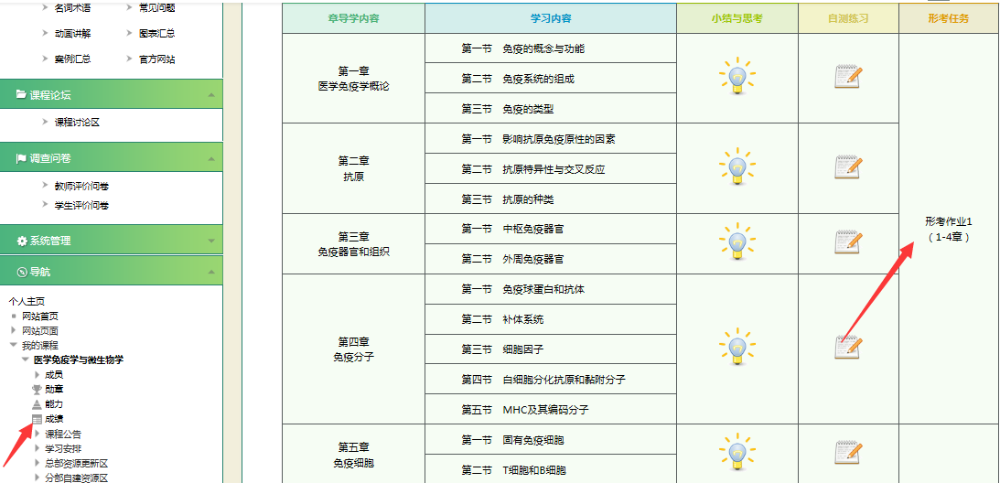 名词术语 常见问题
动画讲解 图表汇总
案例汇总 官方网站
课程论坛
课程讨论区
调查问卷
教师评价问卷
学生评价问卷
系统管理
导航
个人主页
网站首页
网站页面
我的课程
医学免疫学与微生物学
成员
勋章
能力
成绩
课程公告
学习安排
总部资源更新区
分部自建资源区
章导学内容 学习内容 小结与思考 自测练习 形考任务
第一章
医学免疫学概论
第一节 免疫的概念与功能
第二节 免疫系统的组成
第三节 免疫的类型
第二章
抗原
第一节 影响抗原免疫原性的因素
第二节 抗原特异性与交叉反应
第三节 抗原的种类
第三章
免疫器官和组织
第一节 中枢免疫器官
第二节 外周免疫器官
第四章
免疫分子
第一节 免疫球蛋白和抗体
第二节 补体系统
第三节 细胞因子
第四节 白细胞分化抗原和黏附分子
第五节 MHC及其编码分子
形考作业1
（1-4章）
第五章
免疫细胞
第一节 固有免疫细胞
第二节 T细胞和B细胞